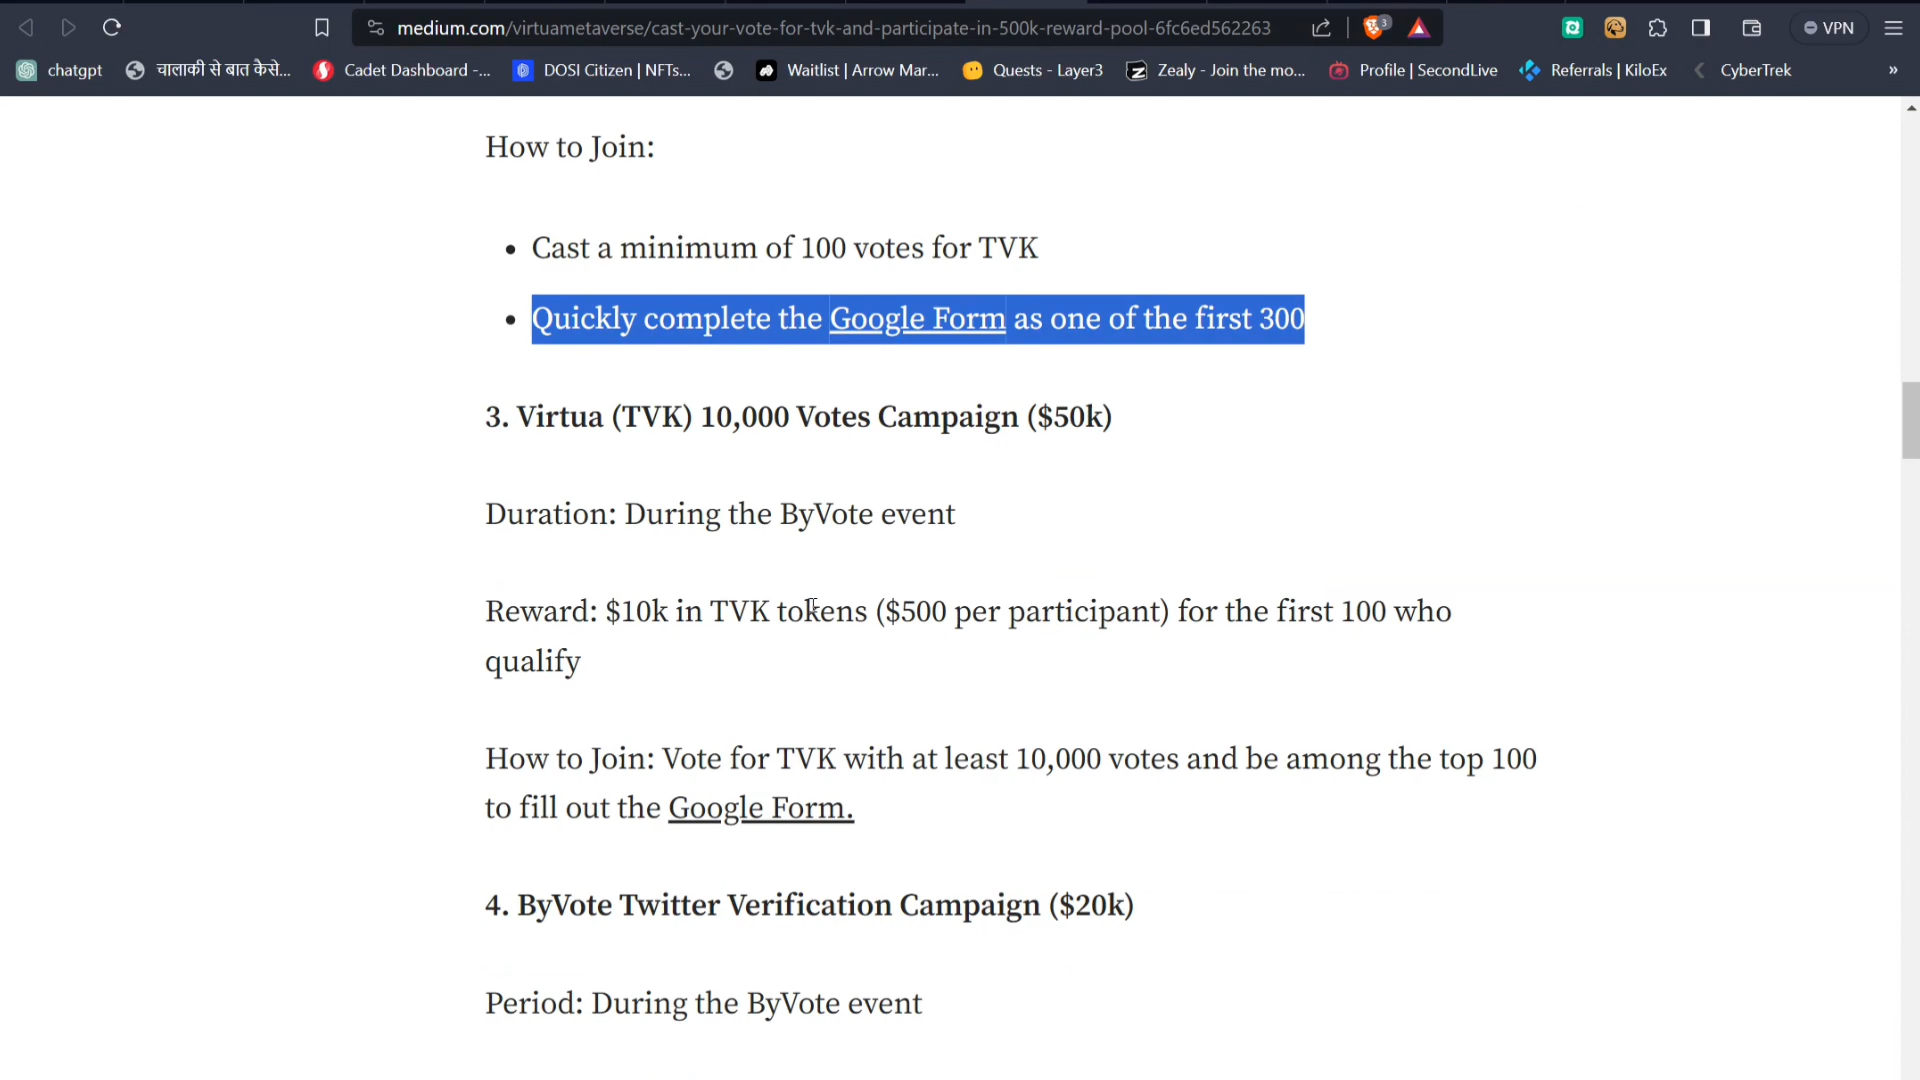 medium.com/virtuametaverse/cast-your-vote-for-tvk-and-participate-in-500k-reward-pool-6fc6ed562263
3
VPN
chatgpt
चालाकी से बात कैसे...
Cadet Dashboard -...
DOSI Citizen | NFTs...
Waitlist | Arrow Mar...
Quests - Layer3
Zealy - Join the mo...
Profile | SecondLive
Referrals | KiloEx
CyberTrek
»
How to Join:
• Cast a minimum of 100 votes for TVK
• Quickly complete the Google Form as one of the first 300
3. Virtua (TVK) 10,000 Votes Campaign ($50k)
Duration: During the ByVote event
Reward: $10k in TVK tokens ($500 per participant) for the first 100 who
qualify
How to Join: Vote for TVK with at least 10,000 votes and be among the top 100
to fill out the Google Form.
4. ByVote Twitter Verification Campaign ($20k)
Period: During the ByVote event